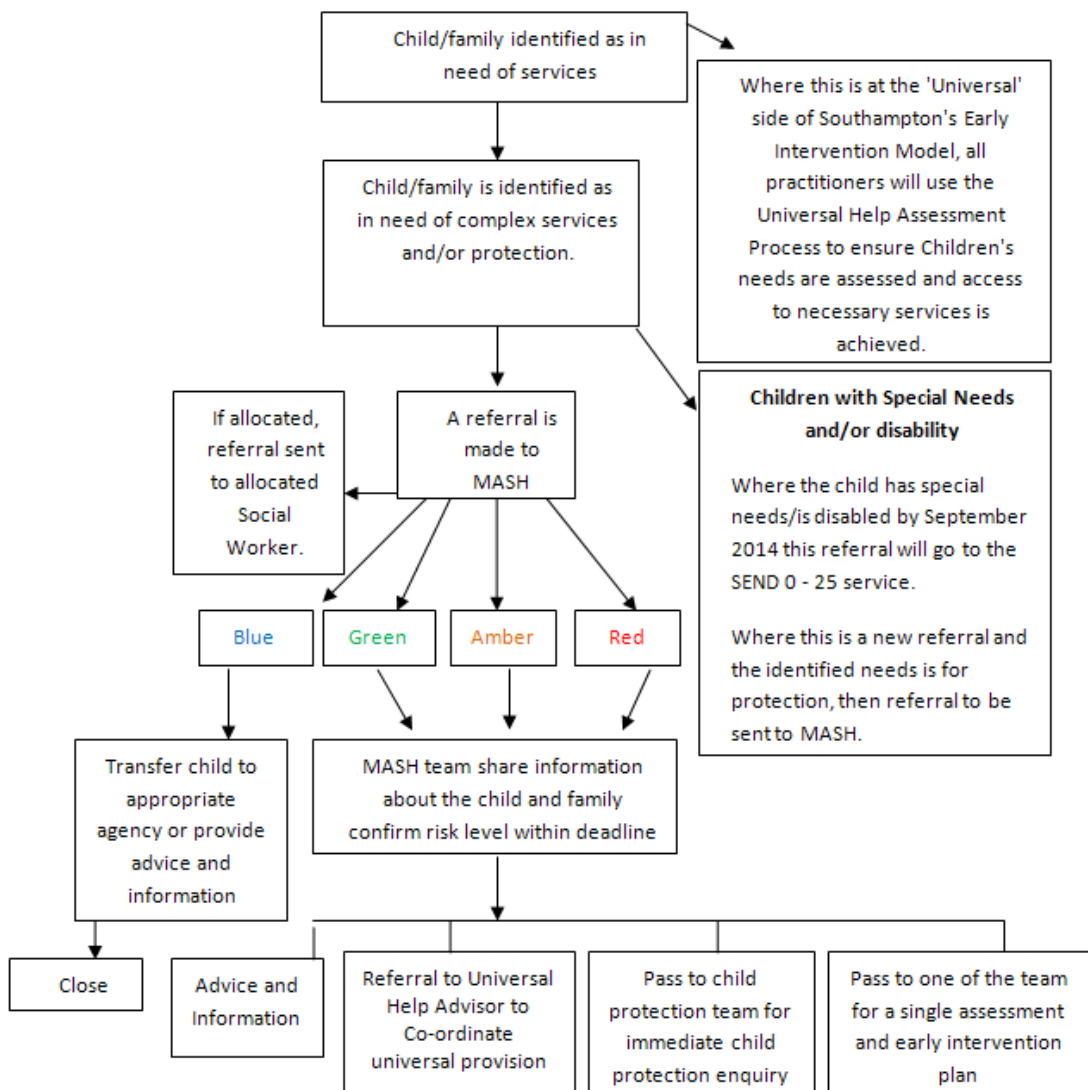 Child/family identified as in
need of services
Where this is at the 'Universal'
side of Southampton's Early
Intervention Model, all
practitioners will use the
Universal Help Assessment
Process to ensure Children's
needs are assessed and access
to necessary services is
achieved.
Child/family is identified as
in need of complex services
and/or protection.
Children with Special Needs
and/or disability
Where the child has special
needs/is disabled by September
2014 this referral will go to the
SEND 0 - 25 service.
Where this is a new referral and
the identified needs is for
protection, then referral to be
sent to MASH.
If allocated,
referral sent
to allocated
Social
Worker.
A referral is
made to
MASH
Blue
Green
Amber
Red
Transfer child to
appropriate
agency or provide
advice and
information
MASH team share information
about the child and family
confirm risk level within deadline
Close
Advice and
Information
Referral to Universal
Help Advisor to
Co-ordinate
universal provision
Pass to child
protection team for
immediate child
protection enquiry
Pass to one of the team
for a single assessment
and early intervention
plan